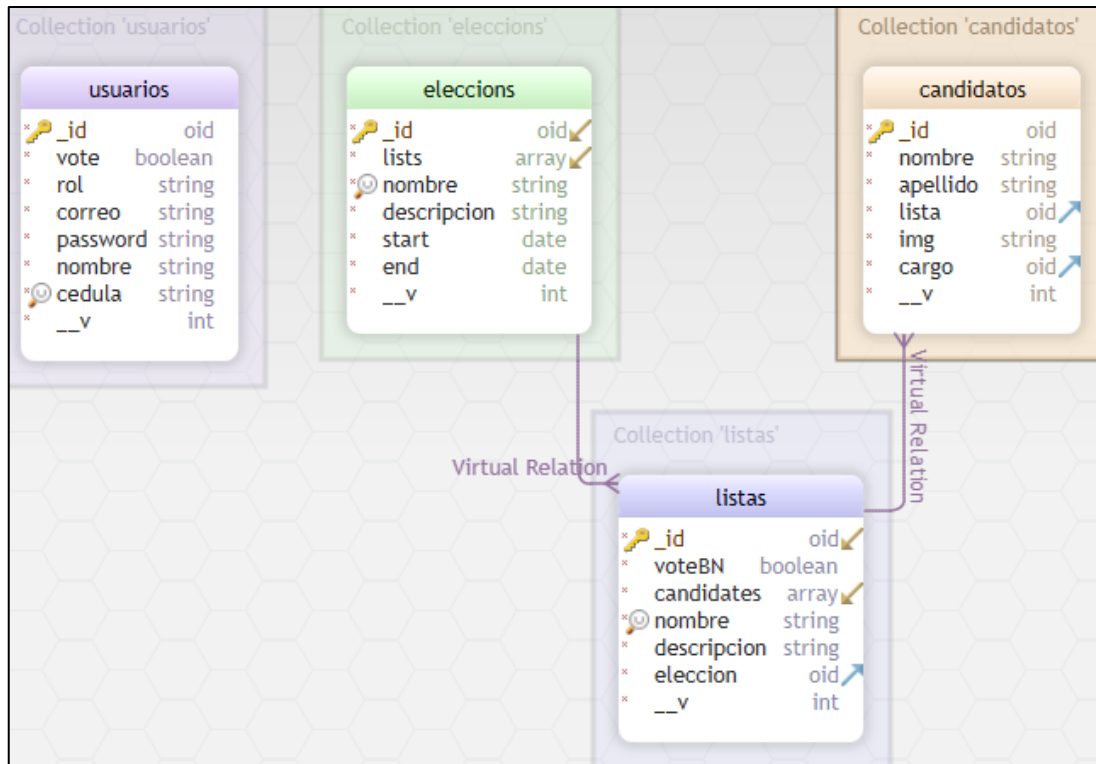 Collection 'usuarios'
usuarios
_id oid
vote boolean
rol string
correo string
password string
nombre string
cedula string
__v int
Collection 'eleccions'
eleccions
_id oid
lists array
nombre string
descripcion string
start date
end date
__v int
Collection 'candidatos'
candidatos
_id oid
nombre string
apellido string
lista oid
img string
cargo oid
__v int
Virtual Relation
Virtual Relation
Collection 'listas'
listas
_id oid
voteBN boolean
candidates array
nombre string
descripcion string
eleccion oid
__v int